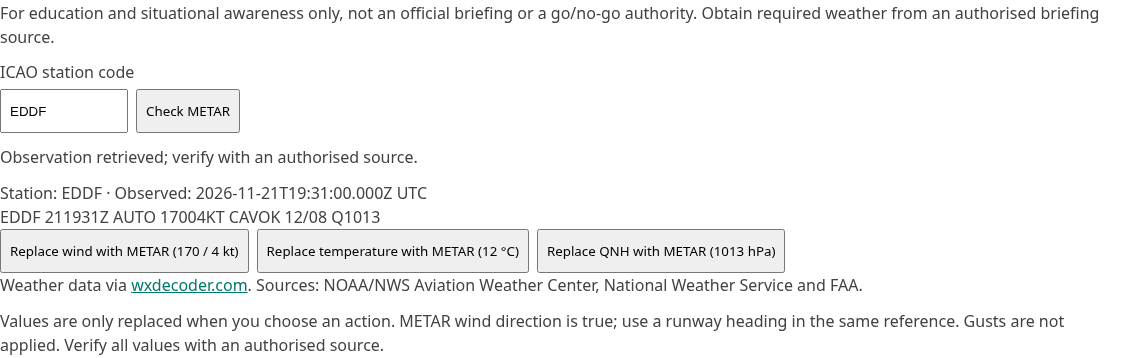 For education and situational awareness only, not an official briefing or a go/no-go authority. Obtain required weather from an authorised briefing
source.
ICAO station code
EDDF
Check METAR
Observation retrieved; verify with an authorised source.
Station: EDDF · Observed: 2026-11-21T19:31:00.000Z UTC
EDDF 211931Z AUTO 17004KT CAVOK 12/08 Q1013
Replace wind with METAR (170 / 4 kt) Replace temperature with METAR (12 °C) Replace QNH with METAR (1013 hPa)
Weather data via wxdecoder.com. Sources: NOAA/NWS Aviation Weather Center, National Weather Service and FAA.
Values are only replaced when you choose an action. METAR wind direction is true; use a runway heading in the same reference. Gusts are not
applied. Verify all values with an authorised source.